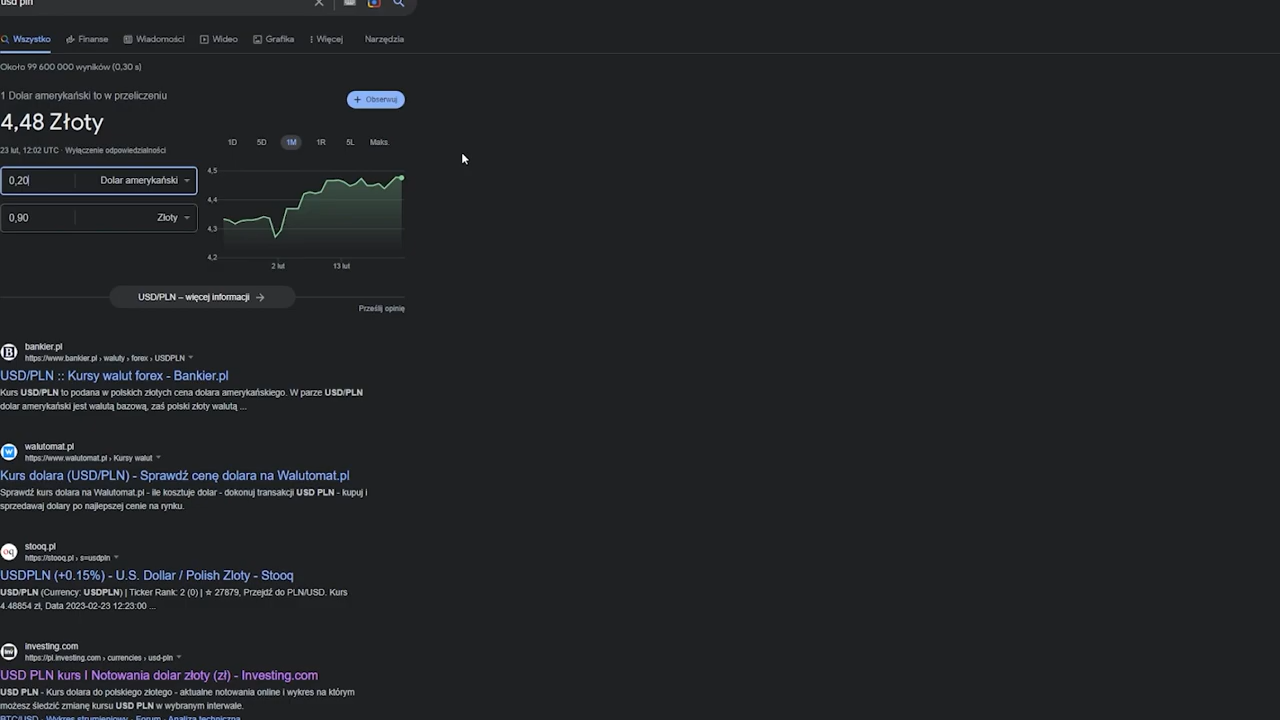 usd pln
Wszystko Finanse Wiadomości Wideo Grafika Więcej Narzędzia
Około 99 600 000 wyników (0,30 s)
1 Dolar amerykański to w przeliczeniu
+ Obserwuj
4,48 Złoty
23 lut, 12:02 UTC · Wyłączenie odpowiedzialności
1D 5D 1M 1R 5L Maks.
0,20 Dolar amerykański
0,90 Złoty
4,5
4,4
4,3
4,2
2 lut 13 lut
USD/PLN – więcej informacji
Prześlij opinię
B
bankier.pl
https://www.bankier.pl › waluty › forex › USDPLN
USD/PLN :: Kursy walut forex - Bankier.pl
Kurs USD/PLN to podana w polskich złotych cena dolara amerykańskiego. W parze USD/PLN
dolar amerykański jest walutą bazową, zaś polski złoty walutą ...
w
walutomat.pl
https://www.walutomat.pl › Kursy walut
Kurs dolara (USD/PLN) - Sprawdź cenę dolara na Walutomat.pl
Sprawdź kurs dolara na Walutomat.pl - ile kosztuje dolar - dokonuj transakcji USD PLN - kupuj i
sprzedawaj dolary po najlepszej cenie na rynku.
oq
stooq.pl
https://stooq.pl › s=usdpln
USDPLN (+0.15%) - U.S. Dollar / Polish Zloty - Stooq
USD/PLN (Currency: USDPLN) | Ticker Rank: 2 (0) | ☆ 27879, Przejdź do PLN/USD. Kurs
4.48854 zł, Data 2023-02-23 12:23:00 ...
inv
investing.com
https://pl.investing.com › currencies › usd-pln
USD PLN kurs | Notowania dolar złoty (zł) - Investing.com
USD PLN - Kurs dolara do polskiego złotego - aktualne notowania online i wykres na którym
możesz śledzić zmianę kursu USD PLN w wybranym interwale.
BTC/USD · Wykres strumieniowy · Forum · Analiza techniczna